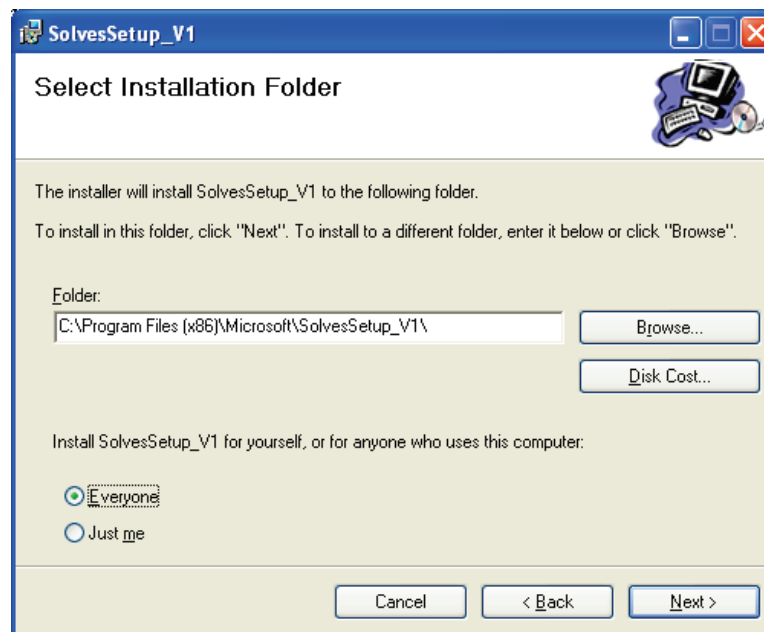 SolvesSetup_V1
Select Installation Folder
The installer will install SolvesSetup_V1 to the following folder.
To install in this folder, click "Next". To install to a different folder, enter it below or click "Browse".
Folder:
C:\Program Files (x86)\Microsoft\SolvesSetup_V1\
Browse...
Disk Cost...
Install SolvesSetup_V1 for yourself, or for anyone who uses this computer:
Everyone
Just me
Cancel
< Back
Next >